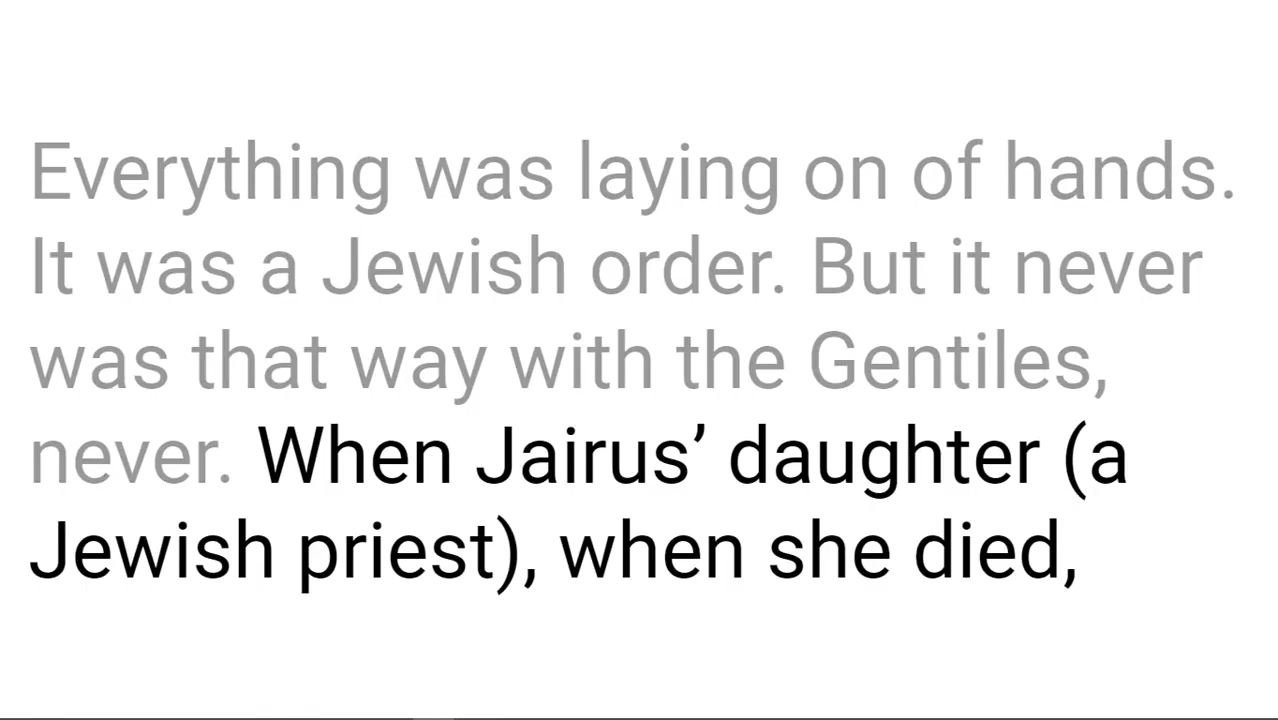 Everything was laying on of hands.
It was a Jewish order. But it never
was that way with the Gentiles,
never. When Jairus’ daughter (a
Jewish priest), when she died,